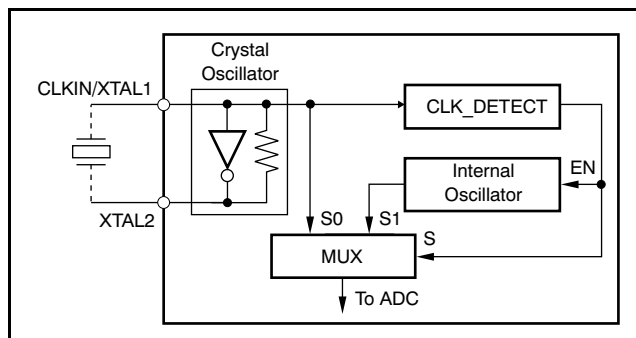 Crystal
Oscillator
CLKIN/XTAL1
CLK_DETECT
Internal
Oscillator
EN
XTAL2
S0
S1
S
MUX
To ADC